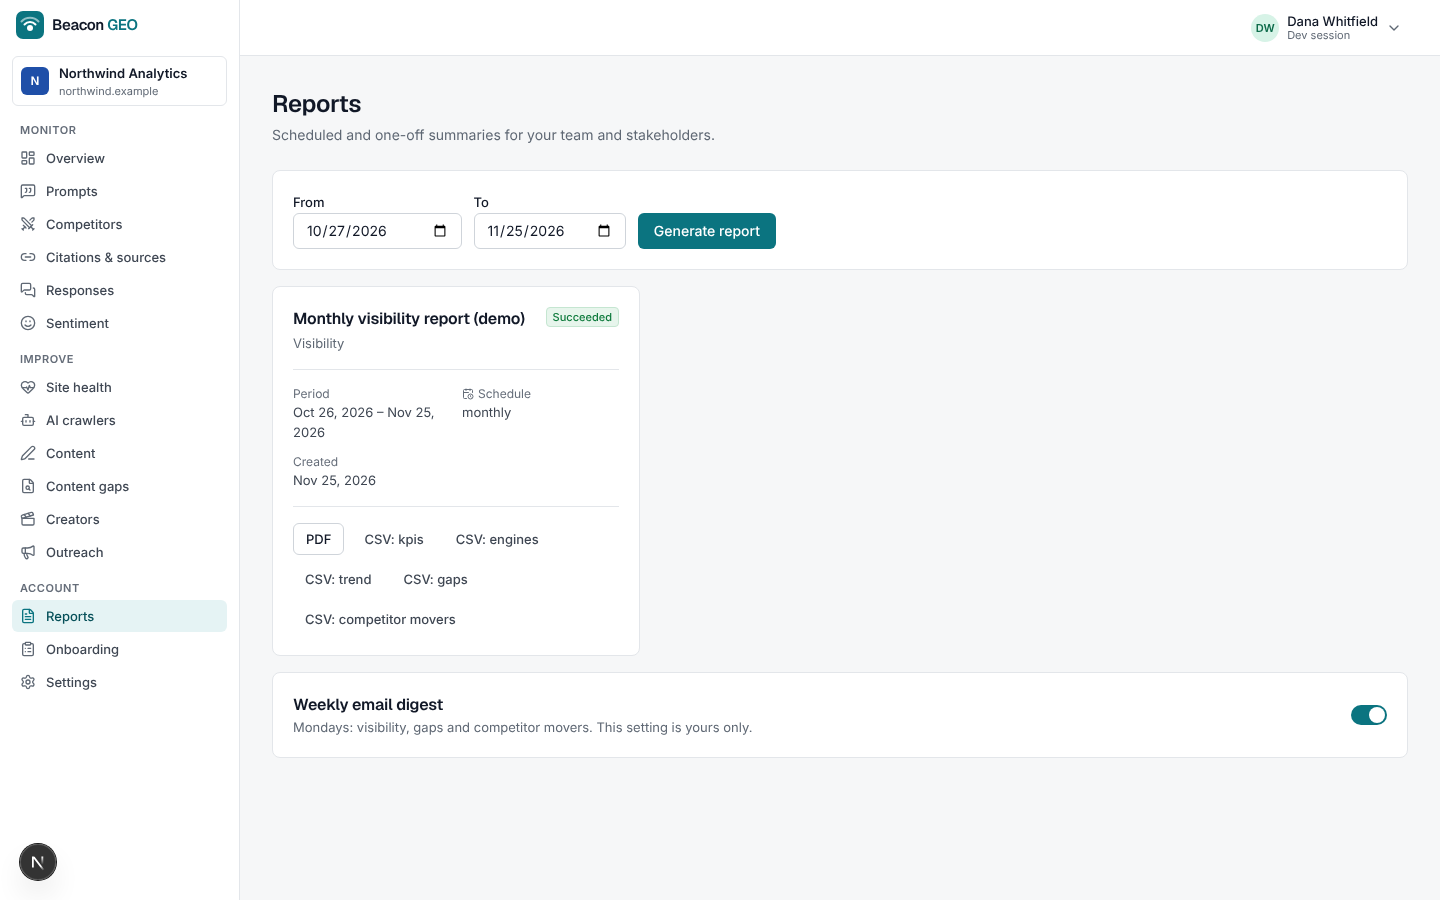 Beacon GEO
DW
Dana Whitfield
Dev session
N
Northwind Analytics
northwind.example
MONITOR
Overview
Prompts
Competitors
Citations & sources
Responses
Sentiment
IMPROVE
Site health
AI crawlers
Content
Content gaps
Creators
Outreach
ACCOUNT
Reports
Onboarding
Settings
N
Reports
Scheduled and one-off summaries for your team and stakeholders.
From
To
10/27/2026
11/25/2026
Generate report
Monthly visibility report (demo)
Succeeded
Visibility
Period
Schedule
Oct 26, 2026 – Nov 25,
2026
monthly
Created
Nov 25, 2026
PDF
CSV: kpis
CSV: engines
CSV: trend
CSV: gaps
CSV: competitor movers
Weekly email digest
Mondays: visibility, gaps and competitor movers. This setting is yours only.